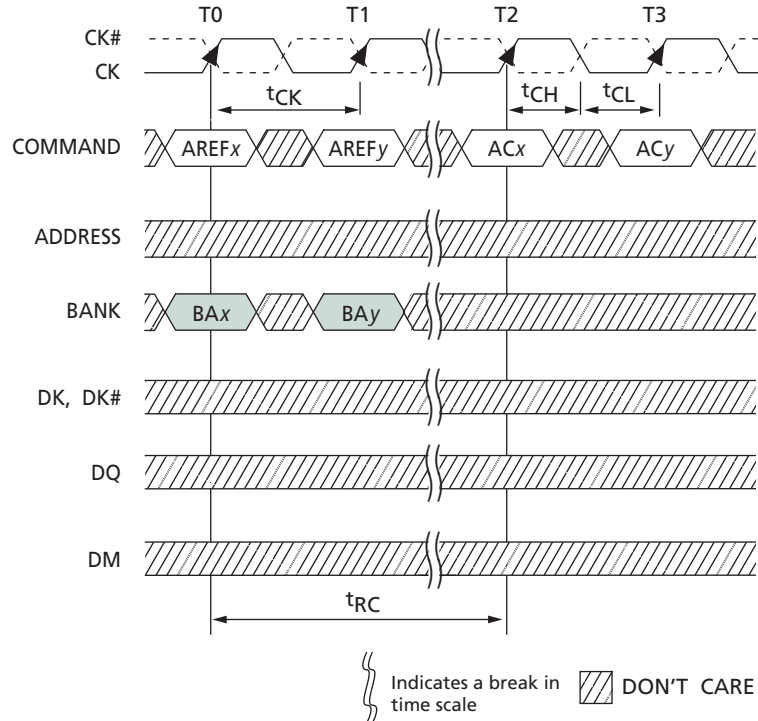 T0 T1 T2 T3
CK#
CK
tCK tCH tCL
COMMAND AREFx AREFy ACx ACy
ADDRESS
BANK BAx BAy
DK, DK#
DQ
DM
tRC
Indicates a break in
time scale
DON'T CARE